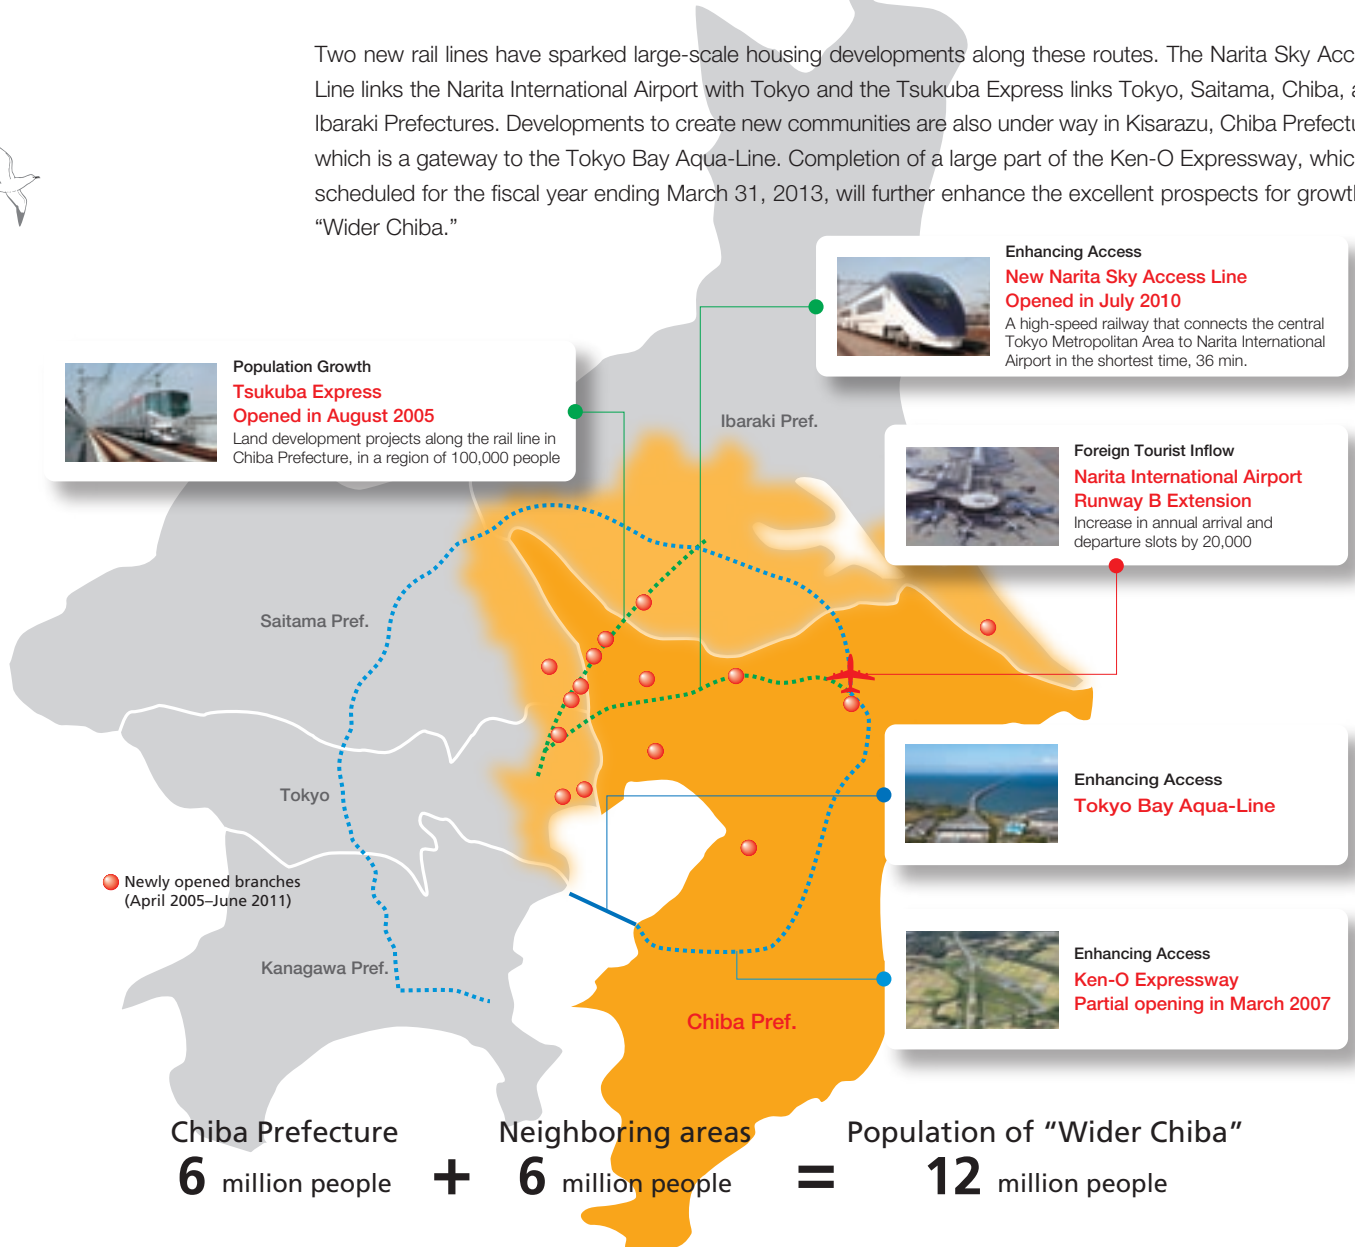 Two new rail lines have sparked large-scale housing developments along these routes. The Narita Sky Acc
Line links the Narita International Airport with Tokyo and the Tsukuba Express links Tokyo, Saitama, Chiba, a
Ibaraki Prefectures. Developments to create new communities are also under way in Kisarazu, Chiba Prefectu
which is a gateway to the Tokyo Bay Aqua-Line. Completion of a large part of the Ken-O Expressway, whic
scheduled for the fiscal year ending March 31, 2013, will further enhance the excellent prospects for growt
“Wider Chiba.”
Enhancing Access
New Narita Sky Access Line
Opened in July 2010
A high-speed railway that connects the central
Tokyo Metropolitan Area to Narita International
Airport in the shortest time, 36 min.
Population Growth
Tsukuba Express
Opened in August 2005
Land development projects along the rail line in
Chiba Prefecture, in a region of 100,000 people
Ibaraki Pref.
Foreign Tourist Inflow
Narita International Airport
Runway B Extension
Increase in annual arrival and
departure slots by 20,000
Saitama Pref.
Tokyo
Enhancing Access
Tokyo Bay Aqua-Line
Newly opened branches
(April 2005–June 2011)
Kanagawa Pref.
Enhancing Access
Ken-O Expressway
Partial opening in March 2007
Chiba Pref.
Chiba Prefecture Neighboring areas Population of “Wider Chiba”
6 million people + 6 million people = 12 million people